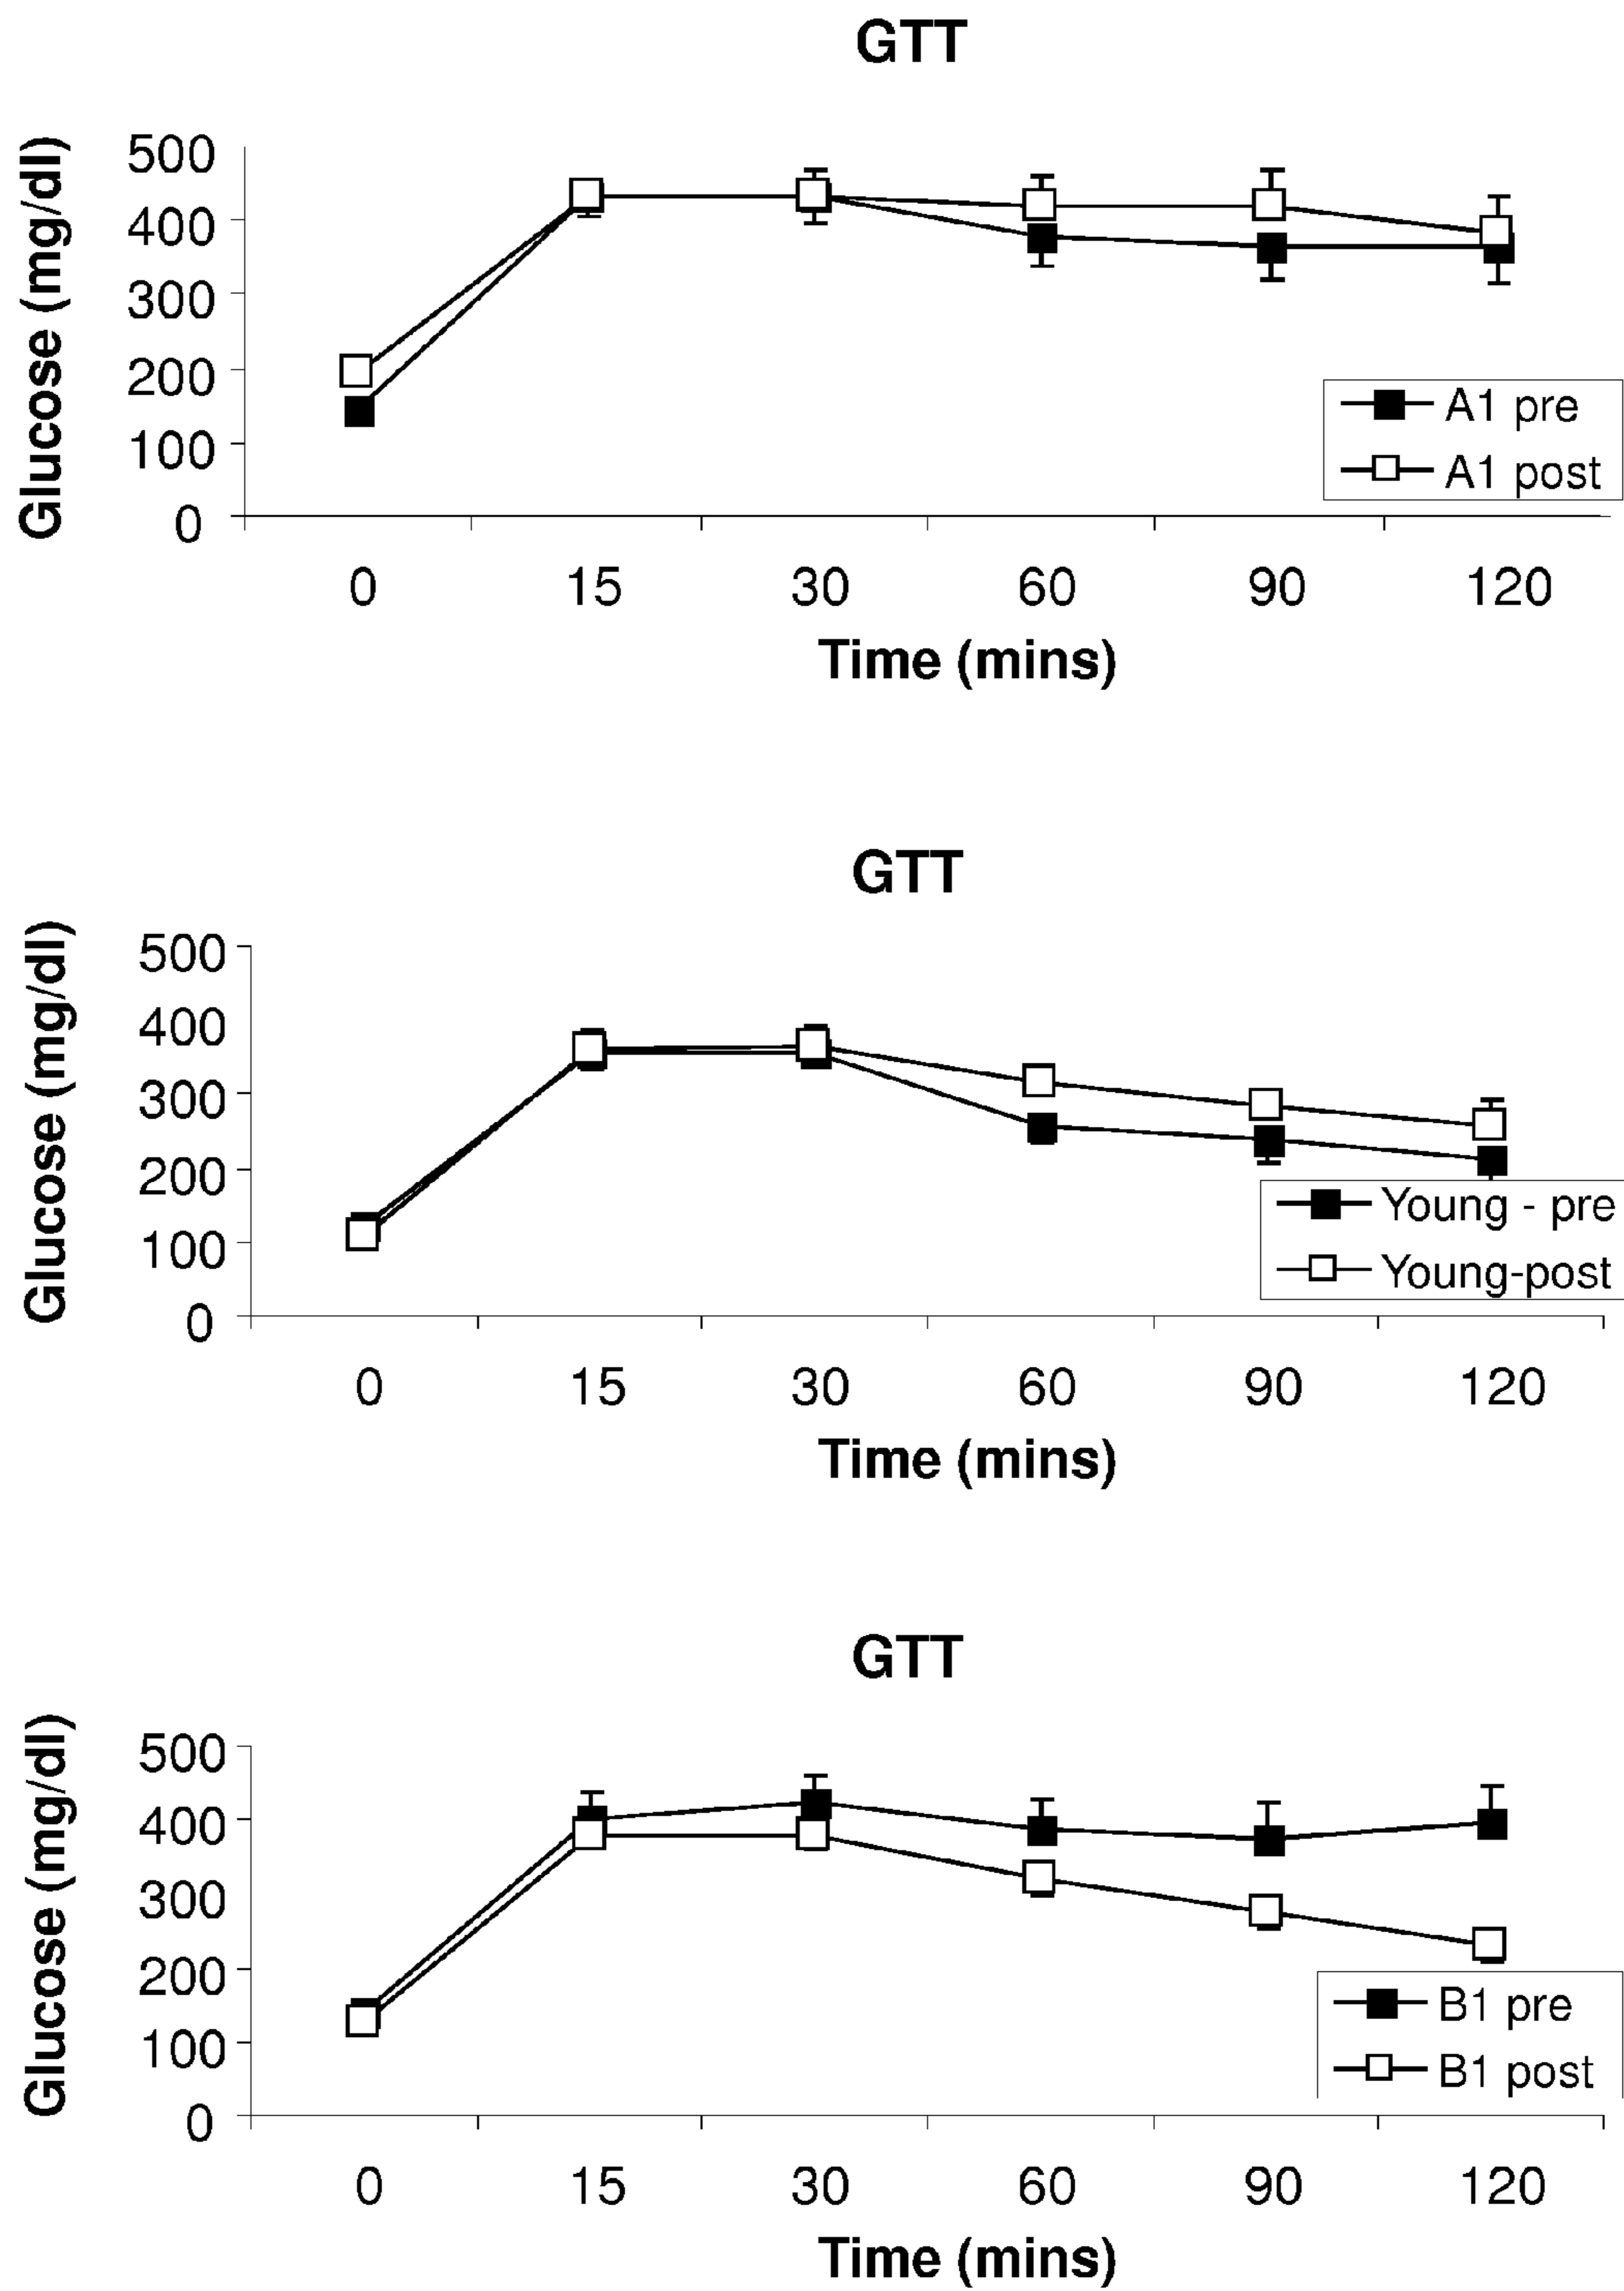 GTT
Glucose (mg/dl)
500
400
300
200
100
0
A1 pre
A1 post
0 15 30 60 90 120
Time (mins)
GTT
Glucose (mg/dl)
500
400
300
200
100
0
Young - pre
Young-post
0 15 30 60 90 120
Time (mins)
GTT
Glucose (mg/dl)
500
400
300
200
100
0
B1 pre
B1 post
0 15 30 60 90 120
Time (mins)